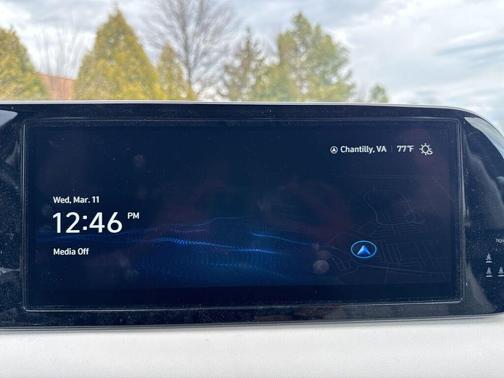 Chantilly, VA 77°F
Wed, Mar. 11
12:46 PM
Media Off